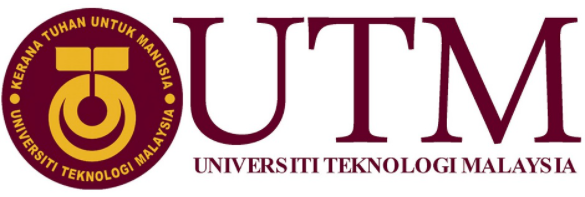 • KERANA TUHAN UNTUK MANUSIA •
UNIVERSITI TEKNOLOGI MALAYSIA
UTM
UNIVERSITI TEKNOLOGI MALAYSIA